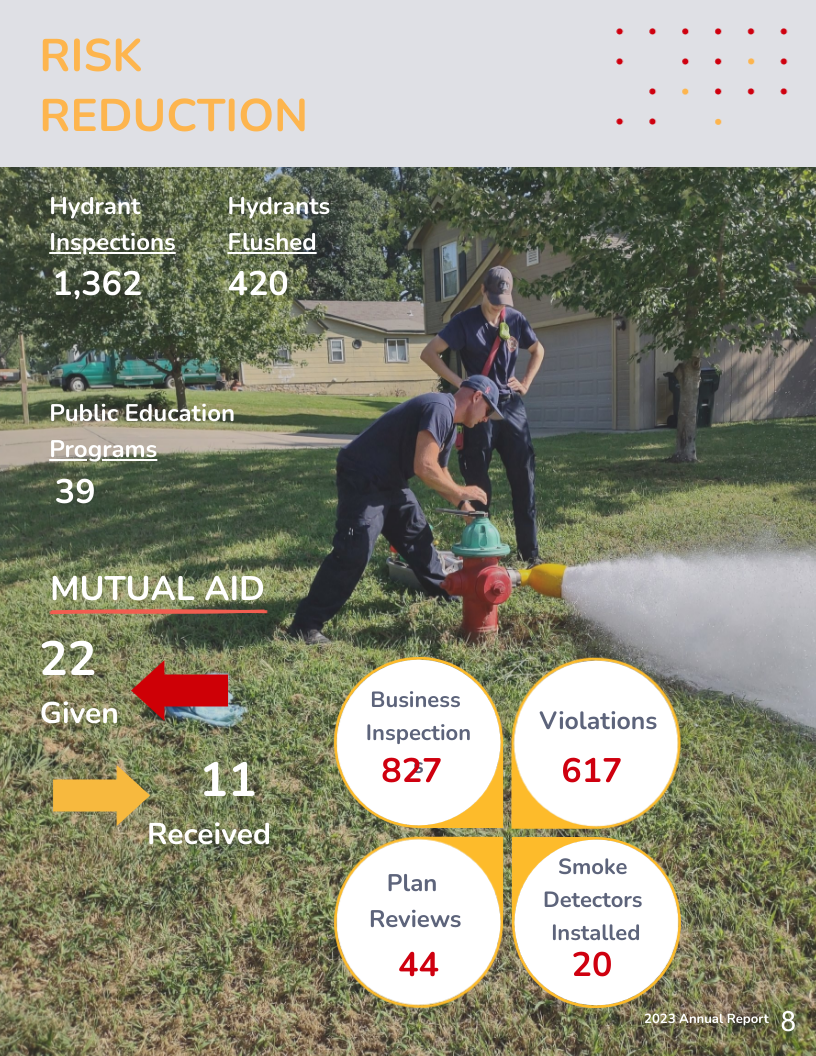 RISK
REDUCTION
Hydrant
Inspections
1,362
Hydrants
Flushed
420
Public Education
Programs
39
MUTUAL AID
22
Given
11
Received
Business
Inspection
s
827
Violations
617
Plan
Reviews
44
Smoke
Detectors
Installed
20
2023 Annual Report 8